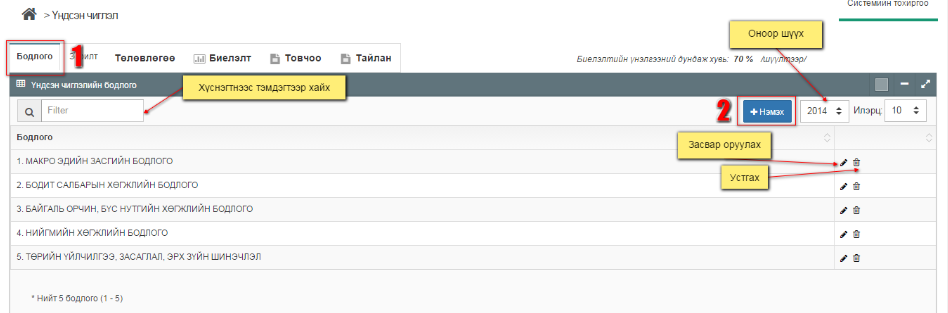 Системийн тохиргоо
> Үндсэн чиглэл
Оноор шүүх
Бодлого
1
Төлөвлөгөө
Биелэлт
Товчоо
Тайлан
Биелэлтийн үнэлгээний дундаж хувь: 70 % /шүүлтээр/
Үндсэн чиглэлийн бодлого
Хүснэгтнээс тэмдэгтээр хайх
Filter
2
+ Нэмэх
2014
Илэрц:
10
Засвар оруулах
Бодлого
Устгах
1. МАКРО ЭДИЙН ЗАСГИЙН БОДЛОГО
2. БОДИТ САЛБАРЫН ХӨГЖЛИЙН БОДЛОГО
3. БАЙГАЛЬ ОРЧИН, БҮС НУТГИЙН ХӨГЖЛИЙН БОДЛОГО
4. НИЙГМИЙН ХӨГЖЛИЙН БОДЛОГО
5. ТӨРИЙН ҮЙЛЧИЛГЭЭ, ЗАСАГЛАЛ, ЭРХ ЗҮЙН ШИНЭЧЛЭЛ
* Нийт 5 бодлого (1 - 5)